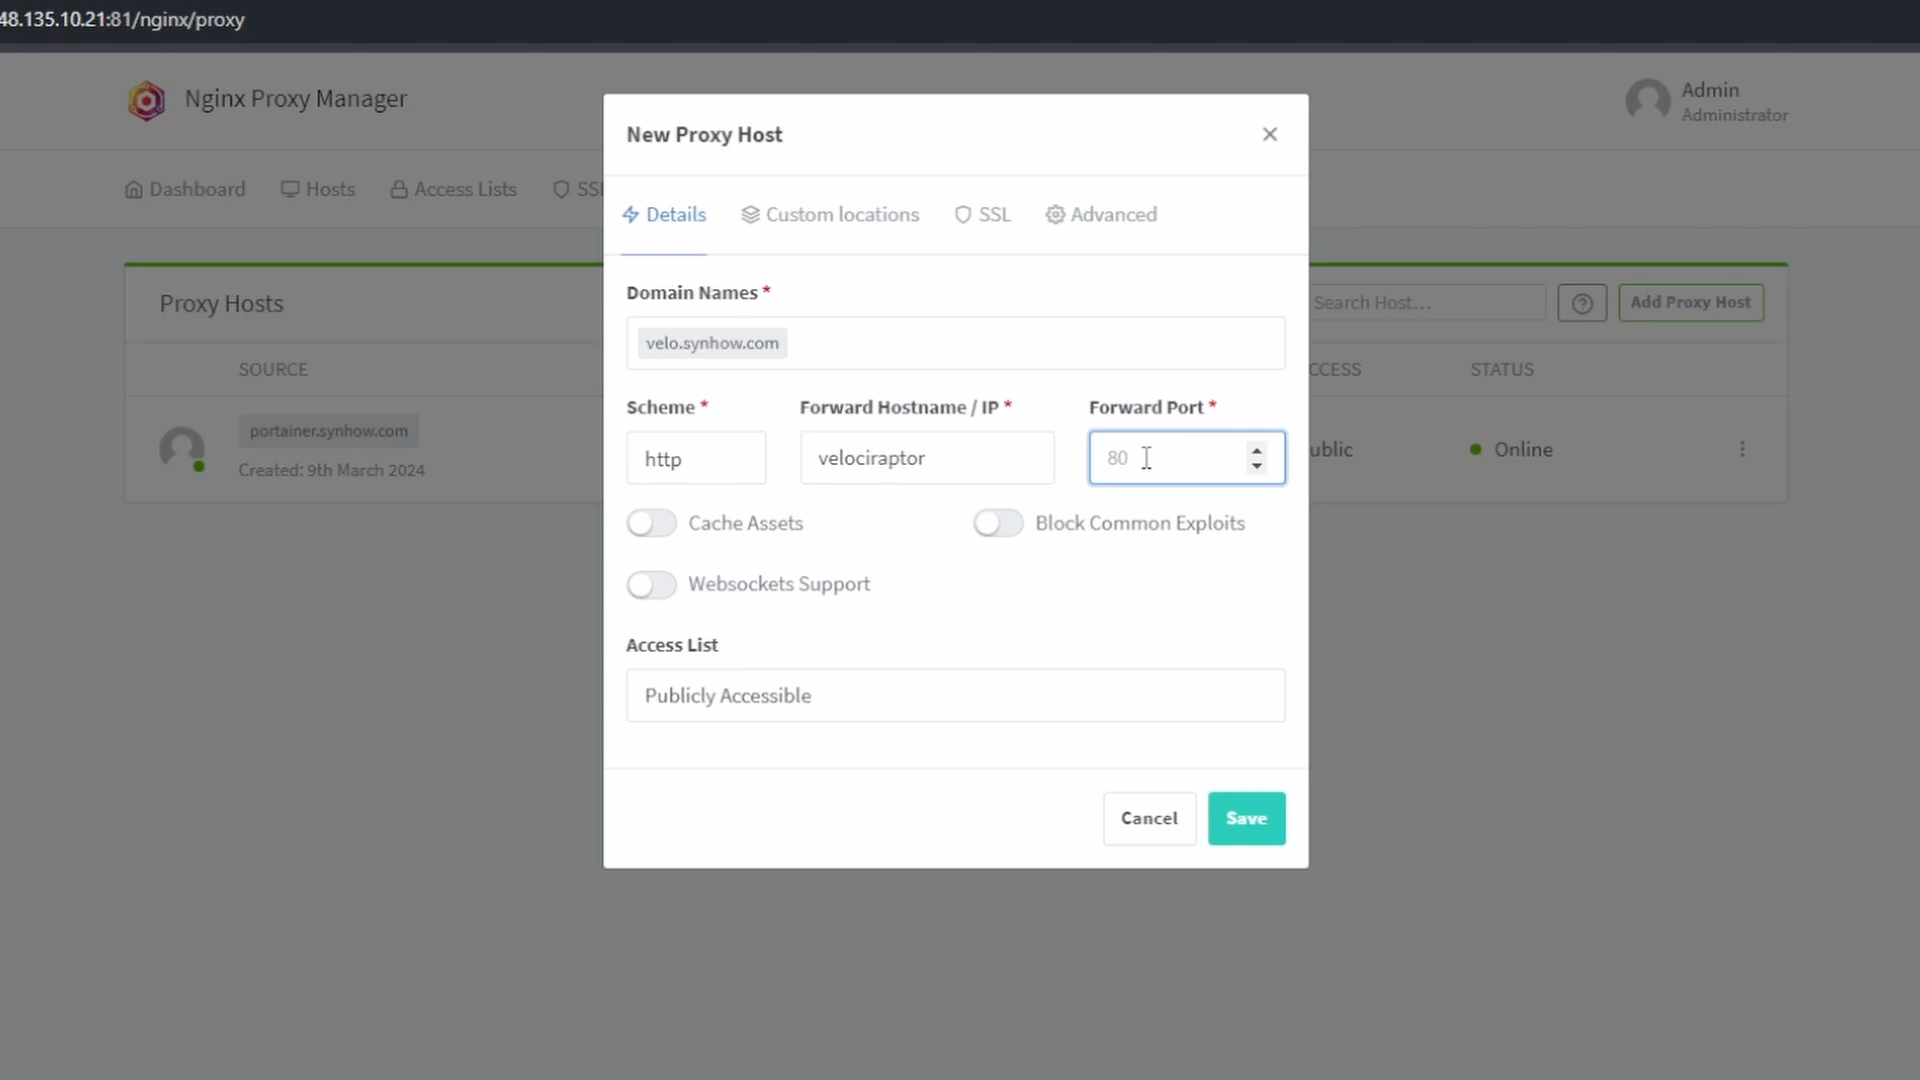 48.135.10.21:81/nginx/proxy
Nginx Proxy Manager
Admin
Administrator
Dashboard
Hosts
Access Lists
New Proxy Host
Details
Custom locations
SSL
Advanced
Proxy Hosts
Search Host...
Add Proxy Host
SOURCE
STATUS
portainer.synhow.com
Created: 9th March 2024
Online
Domain Names *
velo.synhow.com
Scheme *
Forward Hostname / IP *
Forward Port *
http
velociraptor
80
Cache Assets
Block Common Exploits
Websockets Support
Access List
Publicly Accessible
Cancel
Save